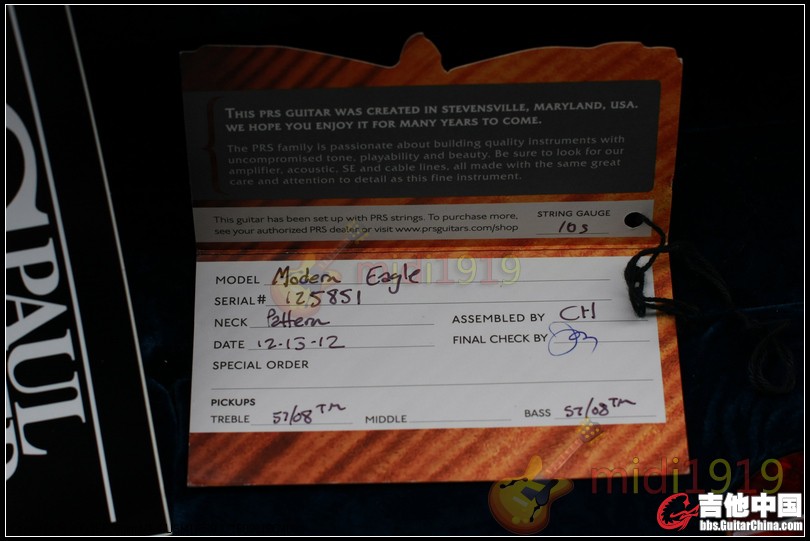 THIS PRS GUITAR WAS CREATED IN STEVENSVILLE, MARYLAND, USA.
WE HOPE YOU ENJOY IT FOR MANY YEARS TO COME.
The PRS family is passionate about building quality instruments with
uncompromised tone, playability and beauty. Be sure to look for our
amplifier, acoustic, SE and cable lines, all made with the same great
care and attention to detail as this fine instrument.
This guitar has been set up with PRS strings. To purchase more,
see your authorized PRS dealer or visit www.prsguitars.com/shop
STRING GAUGE
10s
MODEL Modern Eagle
SERIAL# 125851
NECK Pattern
ASSEMBLED BY CH
DATE 12-13-12
FINAL CHECK BY
SPECIAL ORDER
PICKUPS
TREBLE 57/08 TM MIDDLE BASS 57/08 TM
PAUL
midi1919
midi1919
吉他中国
bbs.GuitarChina.com